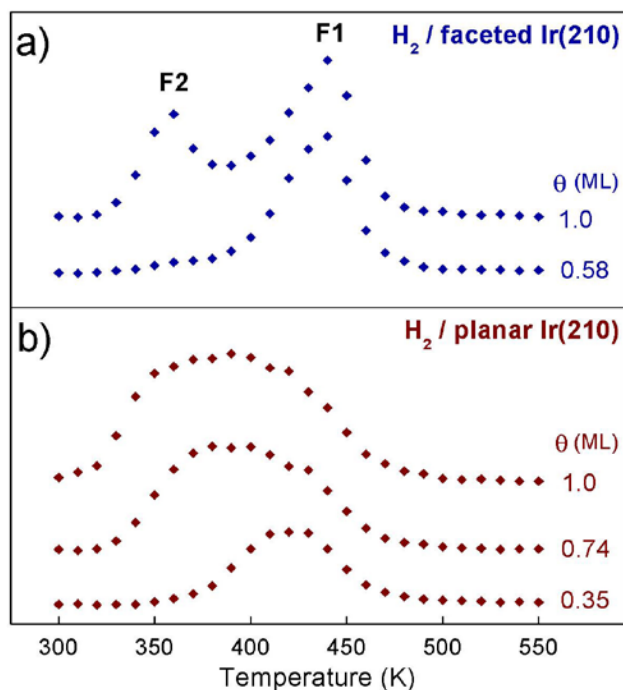 a)
H₂ / faceted Ir(210)
F1
F2
θ (ML)
1.0
0.58
b)
H₂ / planar Ir(210)
θ (ML)
1.0
0.74
0.35
300 350 400 450 500 550
Temperature (K)